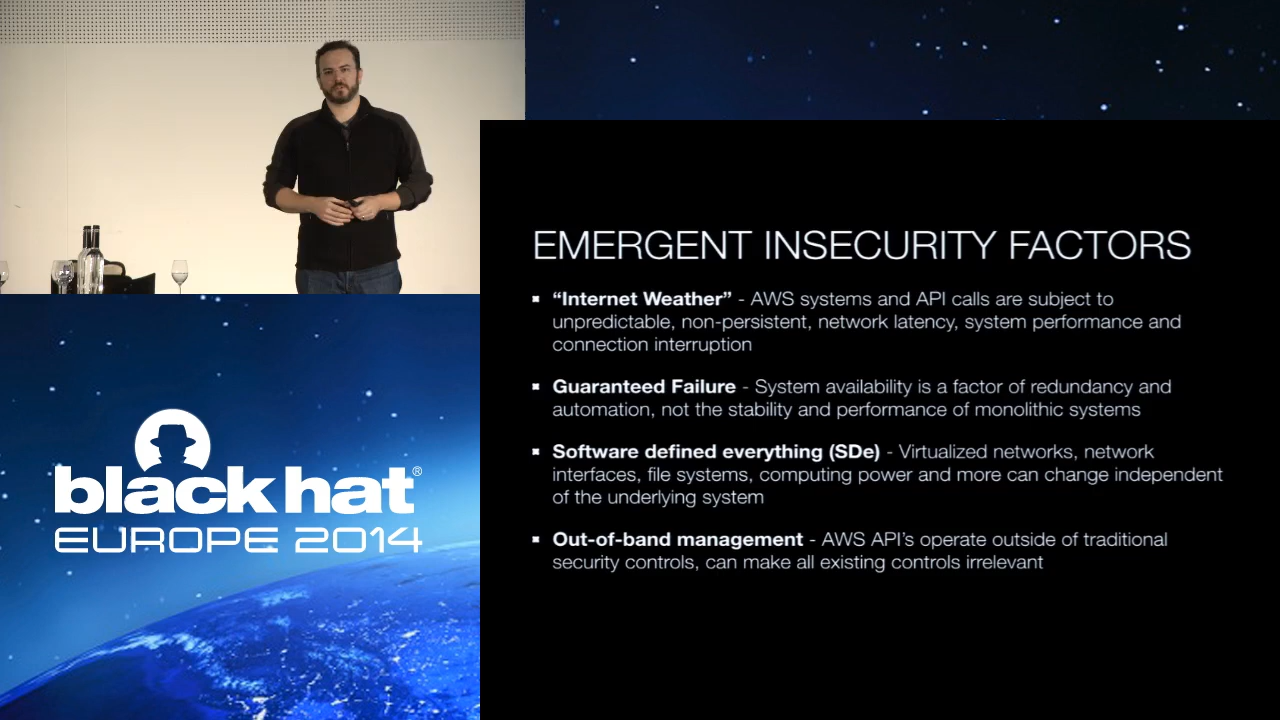 EMERGENT INSECURITY FACTORS
▪ “Internet Weather” - AWS systems and API calls are subject to
unpredictable, non-persistent, network latency, system performance and
connection interruption
▪ Guaranteed Failure - System availability is a factor of redundancy and
automation, not the stability and performance of monolithic systems
▪ Software defined everything (SDe) - Virtualized networks, network
interfaces, file systems, computing power and more can change independent
of the underlying system
▪ Out-of-band management - AWS API’s operate outside of traditional
security controls, can make all existing controls irrelevant
black hat®
EUROPE 2014